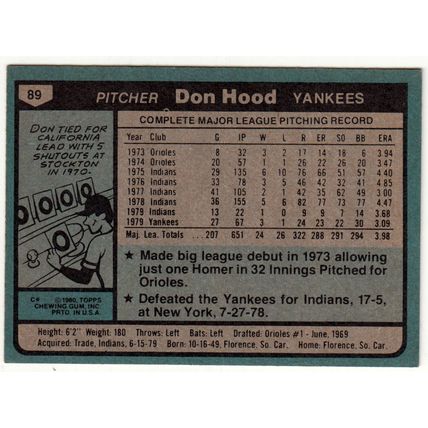 89
PITCHER Don Hood YANKEES
DON TIED FOR
CALIFORNIA
LEAD WITH 5
SHUTOUTS AT
STOCKTON
IN 1970.
COMPLETE MAJOR LEAGUE PITCHING RECORD
Year Club G IP W L R ER SO BB ERA
1973 Orioles 8 32 3 2 17 14 18 6 3.94
1974 Orioles 20 57 1 1 26 22 26 20 3.47
1975 Indians 29 135 6 10 76 66 51 57 4.40
1976 Indians 33 78 3 5 46 42 32 41 4.85
1977 Indians 41 105 2 1 42 35 62 49 3.00
1978 Indians 36 155 5 6 82 77 73 77 4.47
1979 Indians 13 22 1 0 9 9 7 14 3.68
1979 Yankees 27 67 3 1 24 23 22 30 3.09
Maj. Lea. Totals ... 207 651 24 26 322 288 291 294 3.98
★ Made big league debut in 1973 allowing
just one Homer in 32 Innings Pitched for
Orioles.
★ Defeated the Yankees for Indians, 17-5,
at New York, 7-27-78.
C* © 1980, TOPPS
CHEWING GUM, INC
PRTD IN U.S.A.
Height: 6'2" Weight: 180 Throws: Left Bats: Left Drafted: Orioles #1 - June, 1969
Acquired: Trade, Indians, 6-15-79 Born: 10-16-49, Florence, So. Car. Home: Florence, So. Car.